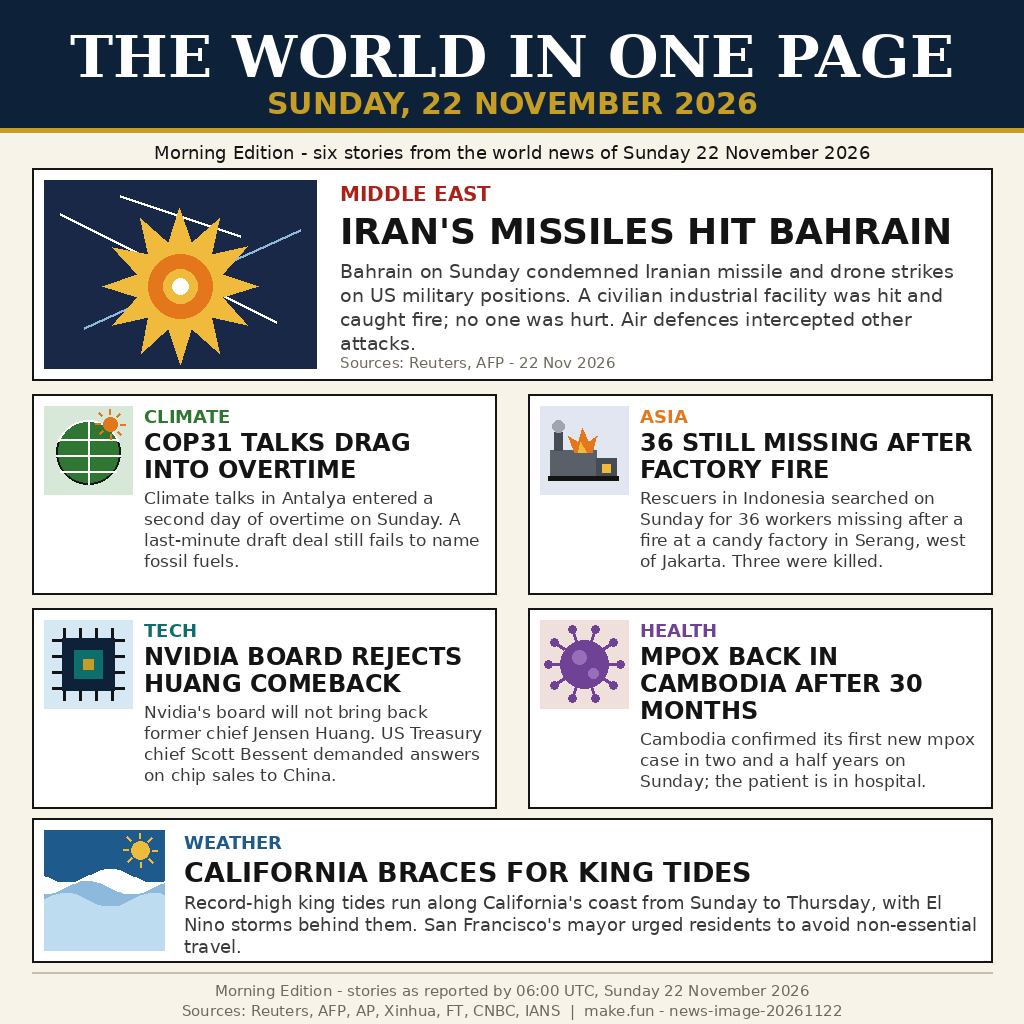 THE WORLD IN ONE PAGE
SUNDAY, 22 NOVEMBER 2026
Morning Edition - six stories from the world news of Sunday 22 November 2026
MIDDLE EAST
IRAN'S MISSILES HIT BAHRAIN
Bahrain on Sunday condemned Iranian missile and drone strikes
on US military positions. A civilian industrial facility was hit and
caught fire; no one was hurt. Air defences intercepted other
attacks.
Sources: Reuters, AFP - 22 Nov 2026
CLIMATE
COP31 TALKS DRAG
INTO OVERTIME
Climate talks in Antalya entered a
second day of overtime on Sunday. A
last-minute draft deal still fails to name
fossil fuels.
ASIA
36 STILL MISSING AFTER
FACTORY FIRE
Rescuers in Indonesia searched on
Sunday for 36 workers missing after a
fire at a candy factory in Serang, west
of Jakarta. Three were killed.
TECH
NVIDIA BOARD REJECTS
HUANG COMEBACK
Nvidia's board will not bring back
former chief Jensen Huang. US Treasury
chief Scott Bessent demanded answers
on chip sales to China.
HEALTH
MPOX BACK IN
CAMBODIA AFTER 30
MONTHS
Cambodia confirmed its first new mpox
case in two and a half years on
Sunday; the patient is in hospital.
WEATHER
CALIFORNIA BRACES FOR KING TIDES
Record-high king tides run along California's coast from Sunday to Thursday, with El
Nino storms behind them. San Francisco's mayor urged residents to avoid non-essential
travel.
Morning Edition - stories as reported by 06:00 UTC, Sunday 22 November 2026
Sources: Reuters, AFP, AP, Xinhua, FT, CNBC, IANS | make.fun - news-image-20261122